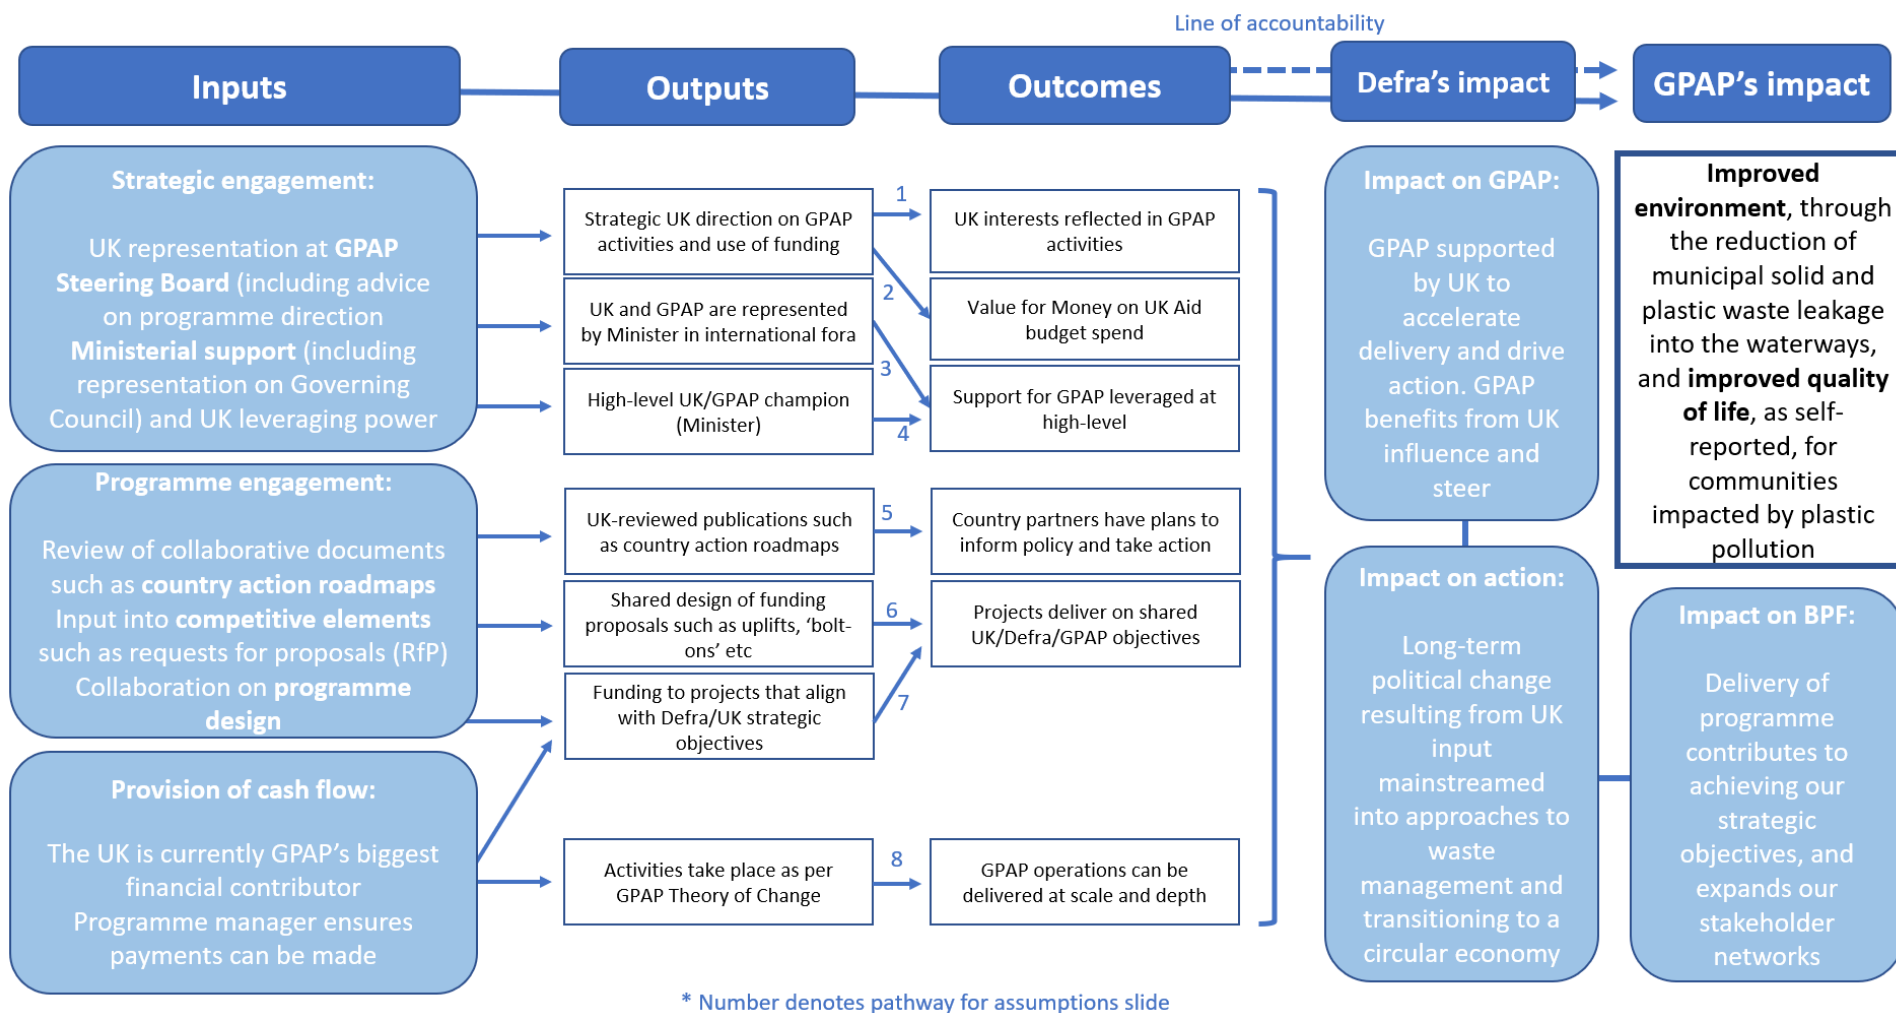 Line of accountability
Inputs
Outputs
Outcomes
Defra's impact
GPAP's impact
Strategic engagement:
UK representation at GPAP
Steering Board (including advice
on programme direction
Ministerial support (including
representation on Governing
Council) and UK leveraging power
Programme engagement:
Review of collaborative documents
such as country action roadmaps
Input into competitive elements
such as requests for proposals (RfP)
Collaboration on programme
design
Provision of cash flow:
The UK is currently GPAP's biggest
financial contributor
Programme manager ensures
payments can be made
Strategic UK direction on GPAP
activities and use of funding
UK and GPAP are represented
by Minister in international fora
High-level UK/GPAP champion
(Minister)
UK-reviewed publications such
as country action roadmaps
Shared design of funding
proposals such as uplifts, 'bolt-
ons' etc
Funding to projects that align
with Defra/UK strategic
objectives
Activities take place as per
GPAP Theory of Change
1
2
3
4
5
6
7
8
UK interests reflected in GPAP
activities
Value for Money on UK Aid
budget spend
Support for GPAP leveraged at
high-level
Country partners have plans to
inform policy and take action
Projects deliver on shared
UK/Defra/GPAP objectives
GPAP operations can be
delivered at scale and depth
Impact on GPAP:
GPAP supported
by UK to
accelerate
delivery and drive
action. GPAP
benefits from UK
influence and
steer
Impact on action:
Long-term
political change
resulting from UK
input
mainstreamed
into approaches to
waste
management and
transitioning to a
circular economy
Improved
environment, through
the reduction of
municipal solid and
plastic waste leakage
into the waterways,
and improved quality
of life, as self-
reported, for
communities
impacted by plastic
pollution
Impact on BPF:
Delivery of
programme
contributes to
achieving our
strategic
objectives, and
expands our
stakeholder
networks
* Number denotes pathway for assumptions slide